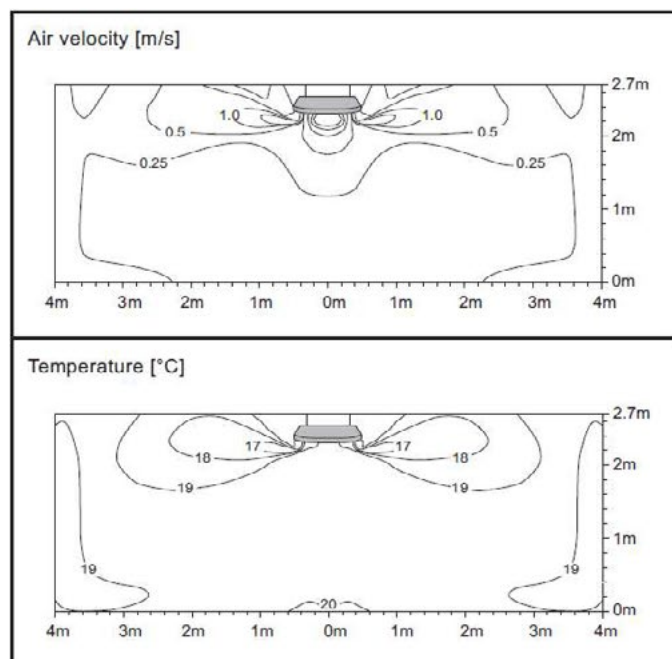 Air velocity [m/s]
2.7m
1.0 1.0
0.5 0.5
2m
0.25 0.25
1m
0m
4m 3m 2m 1m 0m 1m 2m 3m 4m
Temperature [°C]
2.7m
17 17
18 18
2m
19 19
1m
19 19
20
0m
4m 3m 2m 1m 0m 1m 2m 3m 4m